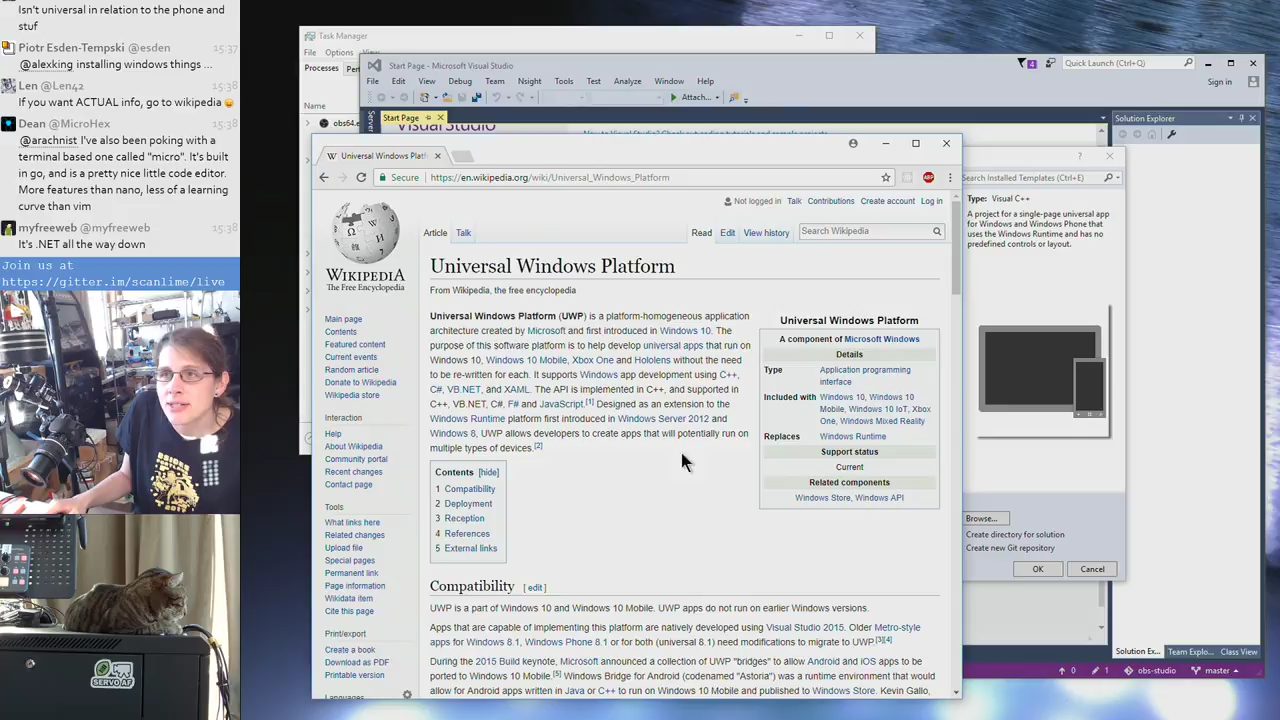 Isn't universal in relation to the phone and
stuf
Piotr Esden-Tempski @esden 15:37
@alexking installing windows things ...
Len @Len42 15:38
If you want ACTUAL info, go to wikipedia
Dean @MicroHex 15:38
@arachnist I've also been poking with a
terminal based one called "micro". It's built
in go, and is a pretty nice little code editor.
More features than nano, less of a learning
curve than vim
myfreeweb @myfreeweb 15:38
It's .NET all the way down
Join us at
https://gitter.im/scanlime/live
SERVO AF
Task Manager
File Options View
Processes
Name
obs64.e
Start Page - Microsoft Visual Studio
4
Quick Launch (Ctrl+Q)
File Edit View Debug Team Nsight Tools Test Analyze Window Help
Sign in
Attach...
Start Page
Solution Explorer
Search Installed Templates (Ctrl+E)
Type: Visual C++
A project for a single-page universal app
for Windows and Windows Phone that
uses the Windows Runtime and has no
predefined controls or layout.
Browse...
Create directory for solution
Create new Git repository
OK Cancel
Solution Ex... Team Explo... Class View
0 1 obs-studio master
Universal Windows Platf
Secure https://en.wikipedia.org/wiki/Universal_Windows_Platform
ABP
Not logged in Talk Contributions Create account Log in
Article Talk Read Edit View history Search Wikipedia
WIKIPEDIA
The Free Encyclopedia
Main page
Contents
Featured content
Current events
Random article
Donate to Wikipedia
Wikipedia store
Interaction
Help
About Wikipedia
Community portal
Recent changes
Contact page
Tools
What links here
Related changes
Upload file
Special pages
Permanent link
Page information
Wikidata item
Cite this page
Print/export
Create a book
Download as PDF
Printable version
Languages
Universal Windows Platform
From Wikipedia, the free encyclopedia
Universal Windows Platform (UWP) is a platform-homogeneous application
architecture created by Microsoft and first introduced in Windows 10. The
purpose of this software platform is to help develop universal apps that run on
Windows 10, Windows 10 Mobile, Xbox One and Hololens without the need
to be re-written for each. It supports Windows app development using C++,
C#, VB.NET, and XAML. The API is implemented in C++, and supported in
C++, VB.NET, C#, F# and JavaScript.[1] Designed as an extension to the
Windows Runtime platform first introduced in Windows Server 2012 and
Windows 8, UWP allows developers to create apps that will potentially run on
multiple types of devices.[2]
Universal Windows Platform
A component of Microsoft Windows
Details
Type Application programming
interface
Included with Windows 10, Windows 10
Mobile, Windows 10 IoT, Xbox
One, Windows Mixed Reality
Replaces Windows Runtime
Support status
Current
Related components
Windows Store, Windows API
Contents [hide]
1 Compatibility
2 Deployment
3 Reception
4 References
5 External links
Compatibility [edit]
UWP is a part of Windows 10 and Windows 10 Mobile. UWP apps do not run on earlier Windows versions.
Apps that are capable of implementing this platform are natively developed using Visual Studio 2015. Older Metro-style
apps for Windows 8.1, Windows Phone 8.1 or for both (universal 8.1) need modifications to migrate to UWP.[3][4]
During the 2015 Build keynote, Microsoft announced a collection of UWP "bridges" to allow Android and iOS apps to be
ported to Windows 10 Mobile.[5] Windows Bridge for Android (codenamed "Astoria") was a runtime environment that would
allow for Android apps written in Java or C++ to run on Windows 10 Mobile and published to Windows Store. Kevin Gallo,